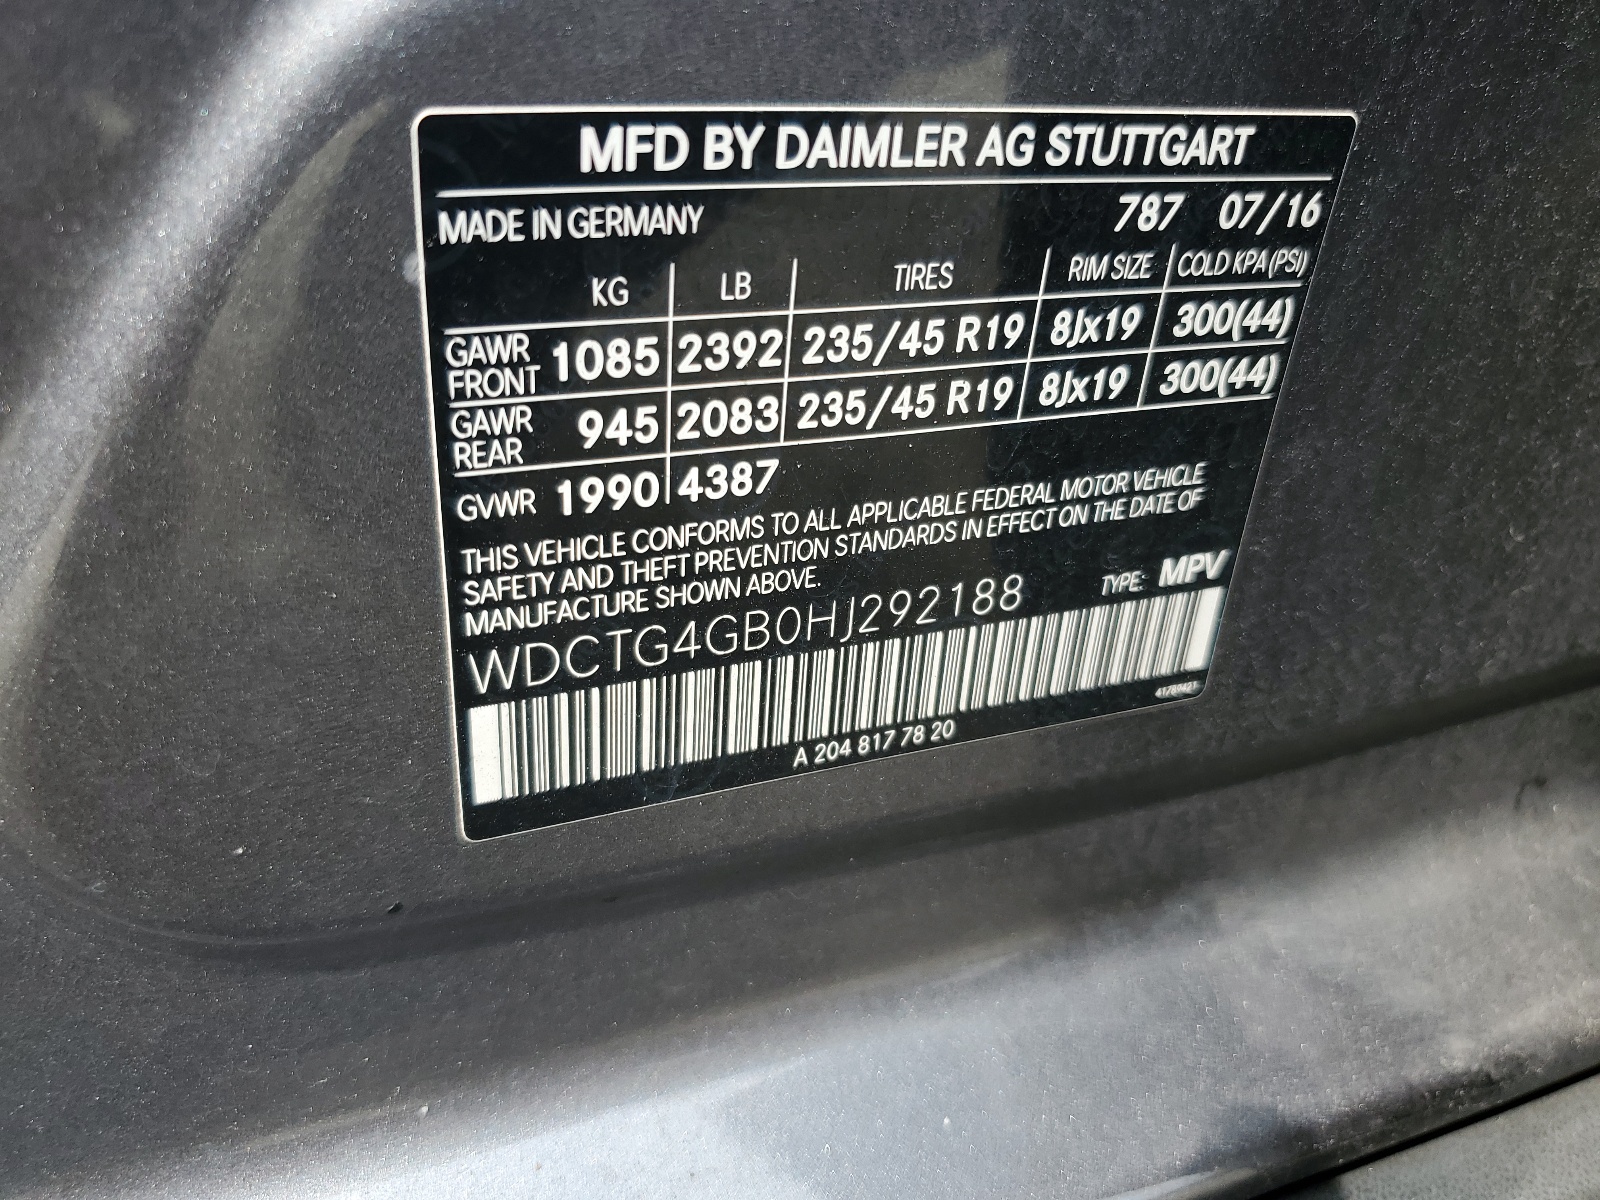 MFD BY DAIMLER AG STUTTGART
MADE IN GERMANY 787 07/16
KG LB TIRES RIM SIZE COLD KPA(PSI)
GAWR FRONT 1085 2392 235/45 R19 8Jx19 300(44)
GAWR REAR 945 2083 235/45 R19 8Jx19 300(44)
GVWR 1990 4387
THIS VEHICLE CONFORMS TO ALL APPLICABLE FEDERAL MOTOR VEHICLE
SAFETY AND THEFT PREVENTION STANDARDS IN EFFECT ON THE DATE OF
MANUFACTURE SHOWN ABOVE.
TYPE: MPV
WDCTG4GB0HJ292188
A 204 817 78 20